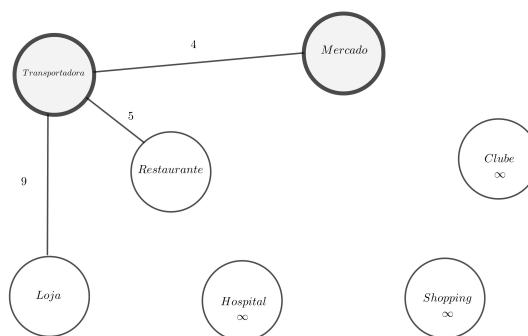 4
Mercado
Transportadora
5
Restaurante
Clube
∞
9
Loja
Hospital
∞
Shopping
∞